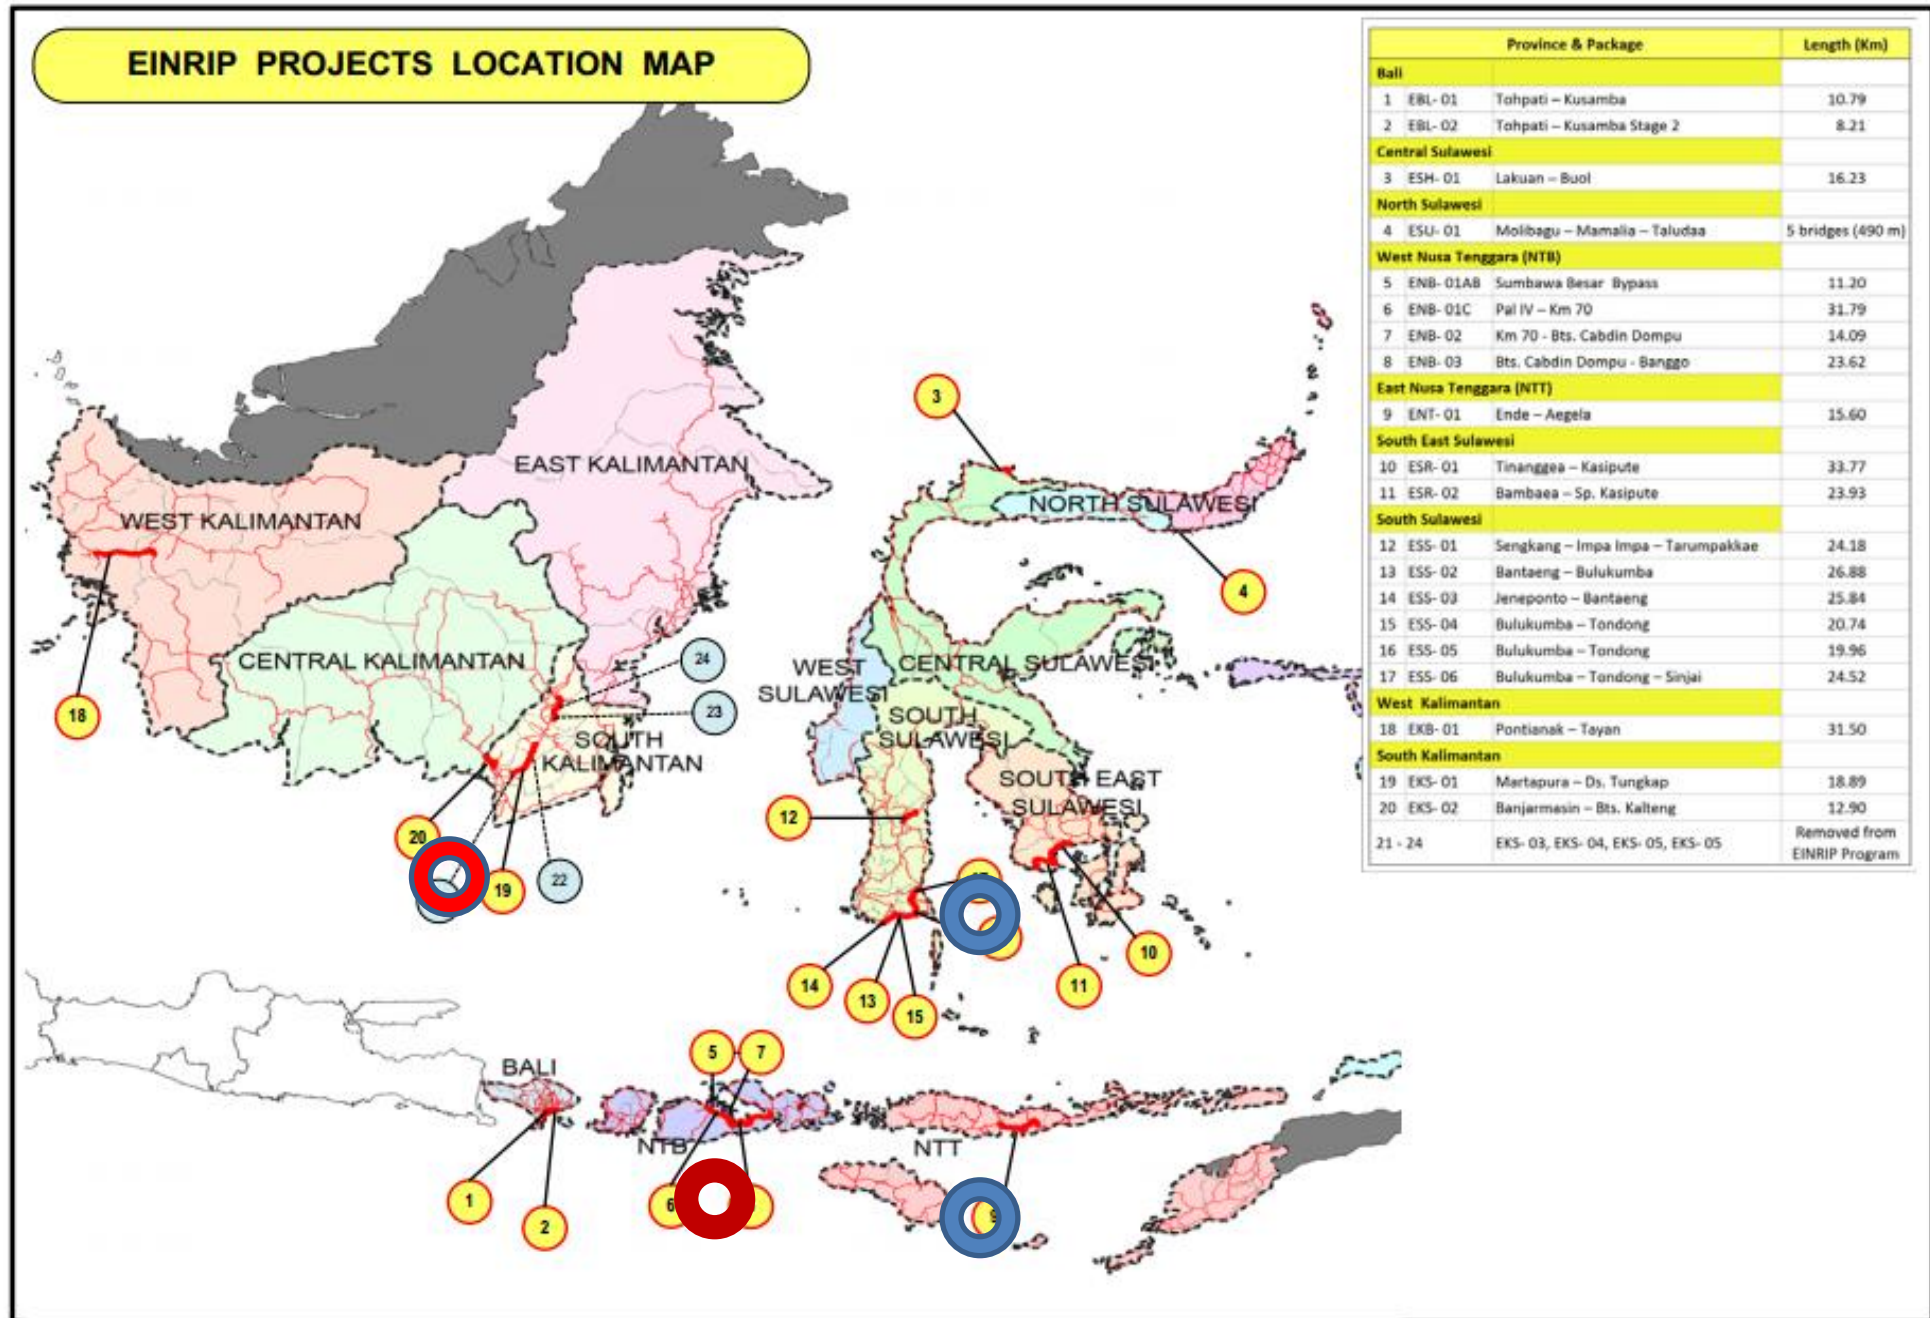 EINRIP PROJECTS LOCATION MAP
Province & Package Length (Km)
Bali
1 EBL- 01 Tohpati – Kusamba 10.79
2 EBL- 02 Tohpati – Kusamba Stage 2 8.21
Central Sulawesi
3 ESH- 01 Lakuan – Buol 16.23
North Sulawesi
4 ESU- 01 Molibagu – Mamalia – Taludaa 5 bridges (490 m)
West Nusa Tenggara (NTB)
5 ENB- 01AB Sumbawa Besar Bypass 11.20
6 ENB- 01C Pal IV – Km 70 31.79
7 ENB- 02 Km 70 - Bts. Cabdin Dompu 14.09
8 ENB- 03 Bts. Cabdin Dompu - Banggo 23.62
East Nusa Tenggara (NTT)
9 ENT- 01 Ende – Aegela 15.60
South East Sulawesi
10 ESR- 01 Tinanggea – Kasipute 33.77
11 ESR- 02 Bambaea – Sp. Kasipute 23.93
South Sulawesi
12 ESS- 01 Sengkang – Impa Impa – Tarumpakkae 24.18
13 ESS- 02 Bantaeng – Bulukumba 26.88
14 ESS- 03 Jeneponto – Bantaeng 25.84
15 ESS- 04 Bulukumba – Tondong 20.74
16 ESS- 05 Bulukumba – Tondong 19.96
17 ESS- 06 Bulukumba – Tondong – Sinjai 24.52
West Kalimantan
18 EKB- 01 Pontianak – Tayan 31.50
South Kalimantan
19 EKS- 01 Martapura – Ds. Tungkap 18.89
20 EKS- 02 Banjarmasin – Bts. Kalteng 12.90
21 - 24 EKS- 03, EKS- 04, EKS- 05, EKS- 05 Removed from
EINRIP Program
3
EAST KALIMANTAN
NORTH SULAWESI
WEST KALIMANTAN
4
CENTRAL KALIMANTAN
24
WEST
SULAWESI
CENTRAL SULAWESI
18
23
SOUTH
SULAWESI
SOUTH
KALIMANTAN
SOUTH EAST
SULAWESI
12
20
19
22
10
14
13
15
11
5
7
BALI
NTB
NTT
1
2
6
9